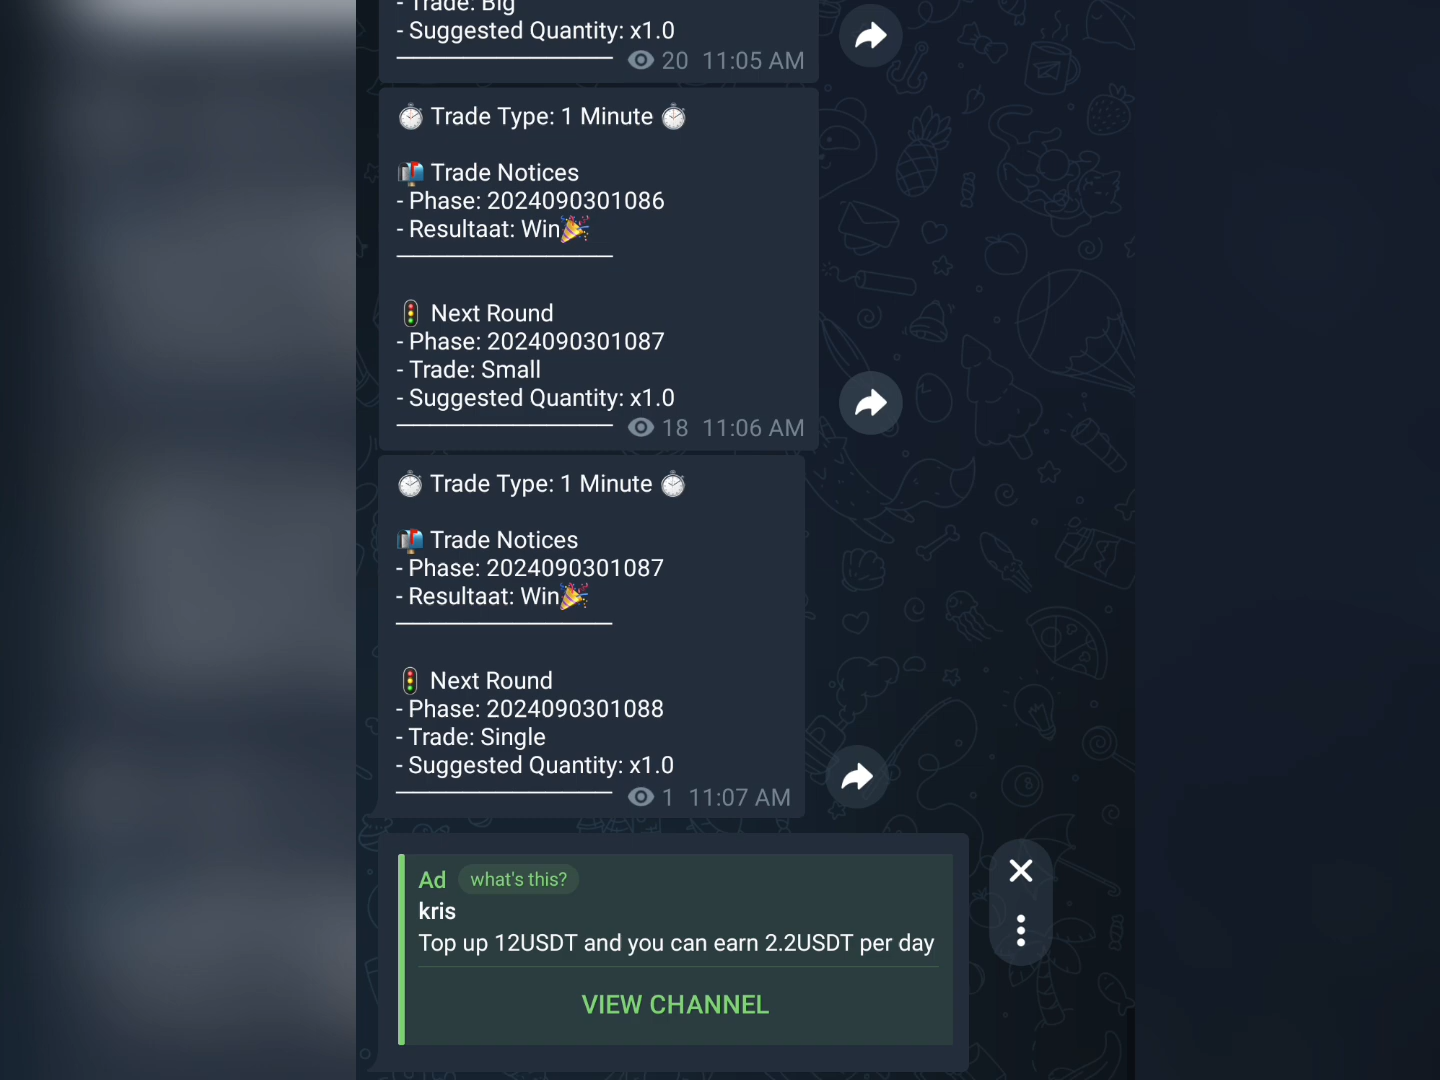 - Trade: Big
- Suggested Quantity: x1.0
20 11:05 AM
Trade Type: 1 Minute
Trade Notices
- Phase: 2024090301086
- Resultaat: Win
Next Round
- Phase: 2024090301087
- Trade: Small
- Suggested Quantity: x1.0
18 11:06 AM
Trade Type: 1 Minute
Trade Notices
- Phase: 2024090301087
- Resultaat: Win
Next Round
- Phase: 2024090301088
- Trade: Single
- Suggested Quantity: x1.0
1 11:07 AM
Ad what's this?
kris
Top up 12USDT and you can earn 2.2USDT per day
VIEW CHANNEL